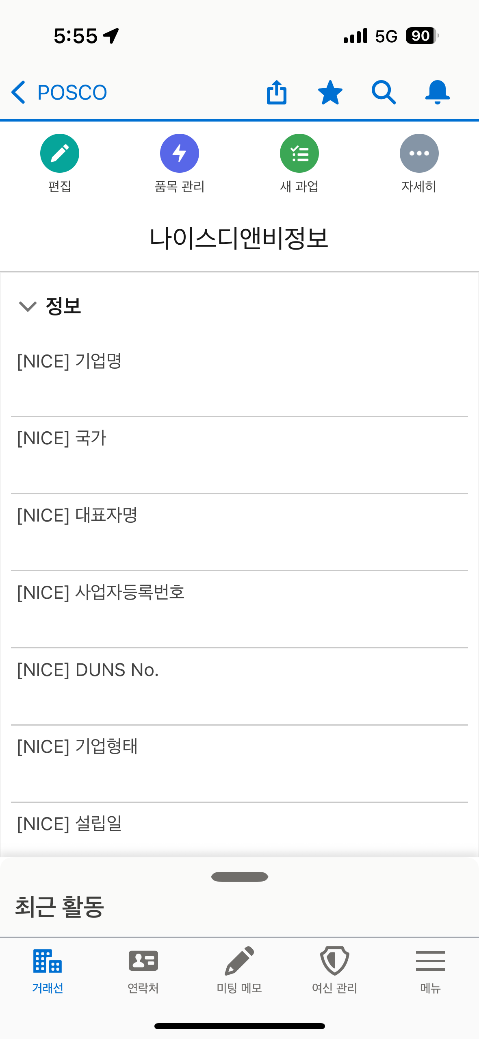 5:55
5G
90
POSCO
편집
품목 관리
새 과업
자세히
나이스디앤비정보
정보
[NICE] 기업명
[NICE] 국가
[NICE] 대표자명
[NICE] 사업자등록번호
[NICE] DUNS No.
[NICE] 기업형태
[NICE] 설립일
최근 활동
거래선
연락처
미팅 메모
여신 관리
메뉴